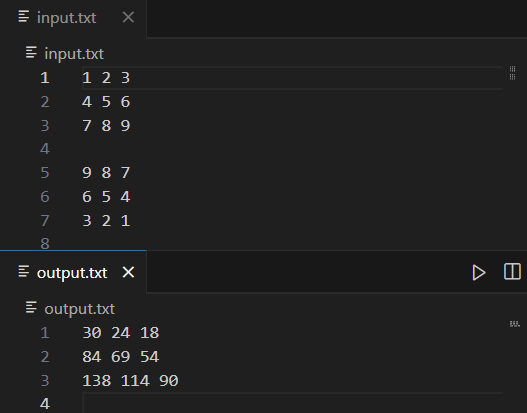 input.txt
input.txt
1 1 2 3
2 4 5 6
3 7 8 9
4
5 9 8 7
6 6 5 4
7 3 2 1
8
output.txt
output.txt
1 30 24 18
2 84 69 54
3 138 114 90
4